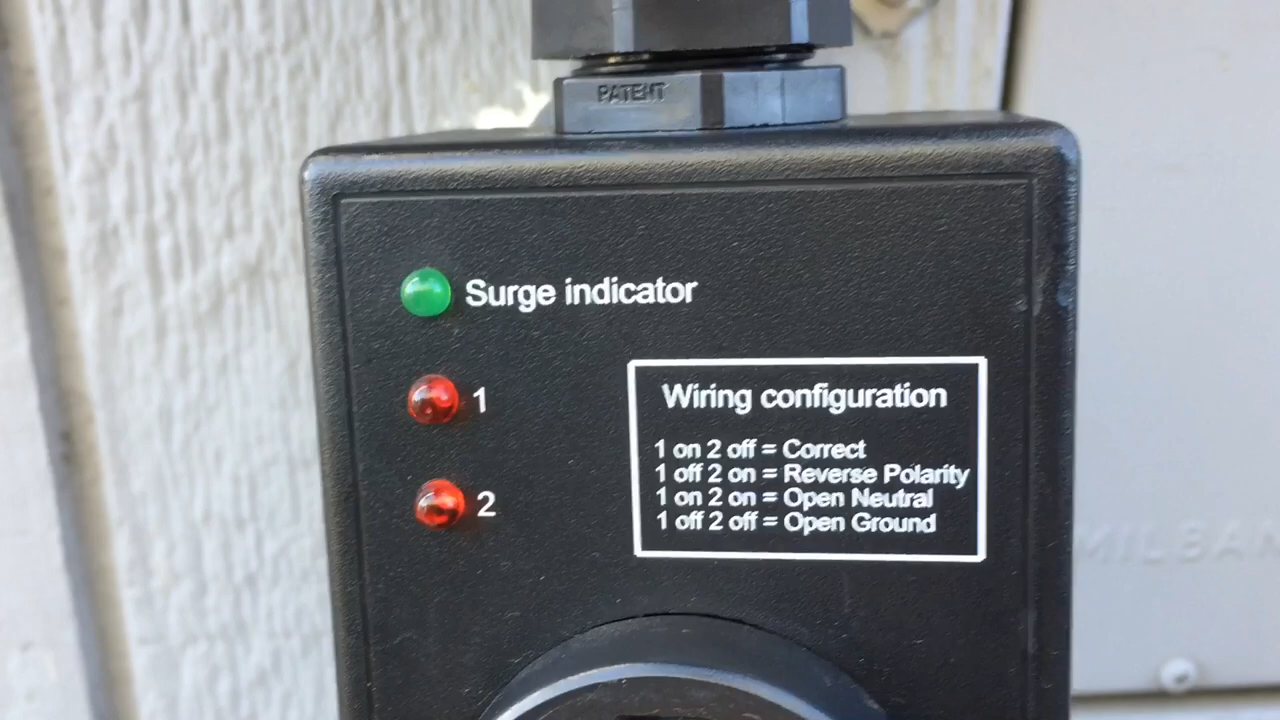 PATENT
Surge indicator
1
2
Wiring configuration
1 on 2 off = Correct
1 off 2 on = Reverse Polarity
1 on 2 on = Open Neutral
1 off 2 off = Open Ground
MILBAN